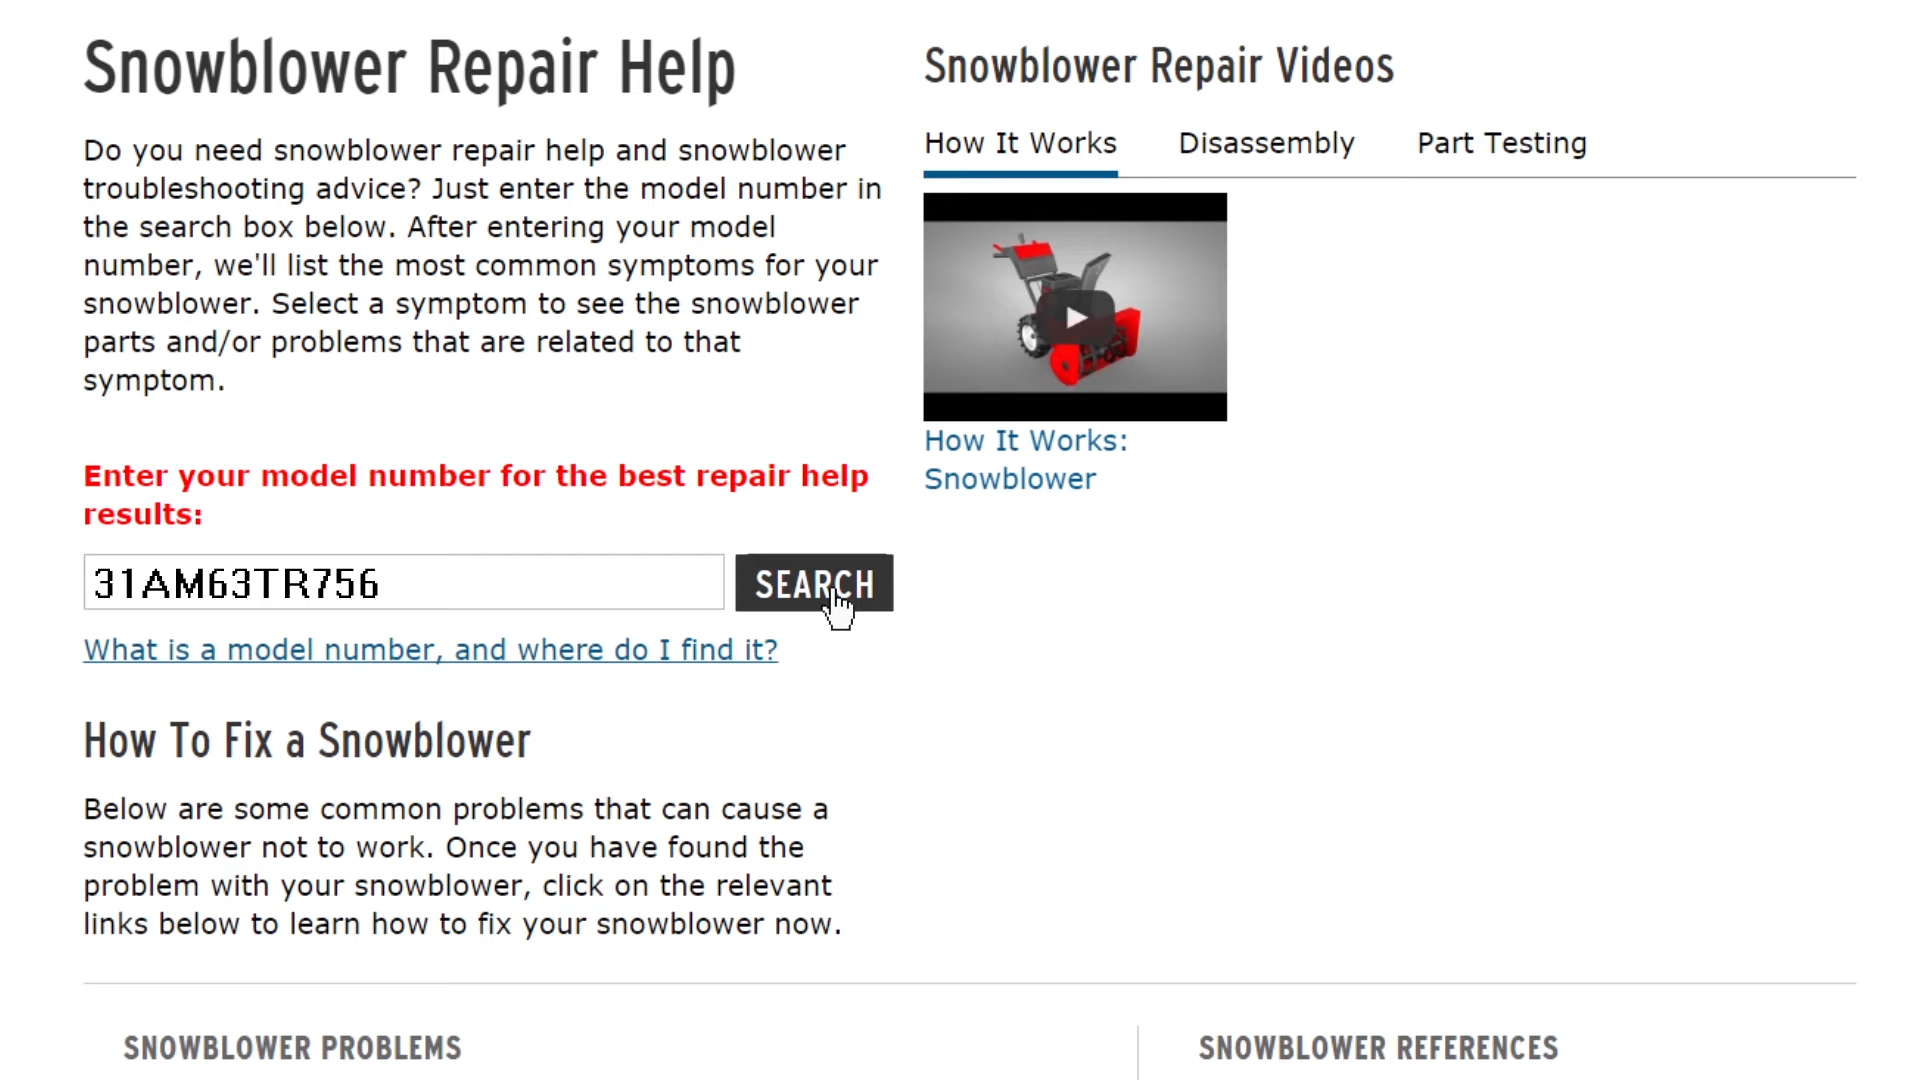 Snowblower Repair Help
Do you need snowblower repair help and snowblower
troubleshooting advice? Just enter the model number in
the search box below. After entering your model
number, we'll list the most common symptoms for your
snowblower. Select a symptom to see the snowblower
parts and/or problems that are related to that
symptom.
Enter your model number for the best repair help
results:
31AM63TR756
SEARCH
What is a model number, and where do I find it?
How To Fix a Snowblower
Below are some common problems that can cause a
snowblower not to work. Once you have found the
problem with your snowblower, click on the relevant
links below to learn how to fix your snowblower now.
Snowblower Repair Videos
How It Works Disassembly Part Testing
How It Works:
Snowblower
SNOWBLOWER PROBLEMS
SNOWBLOWER REFERENCES